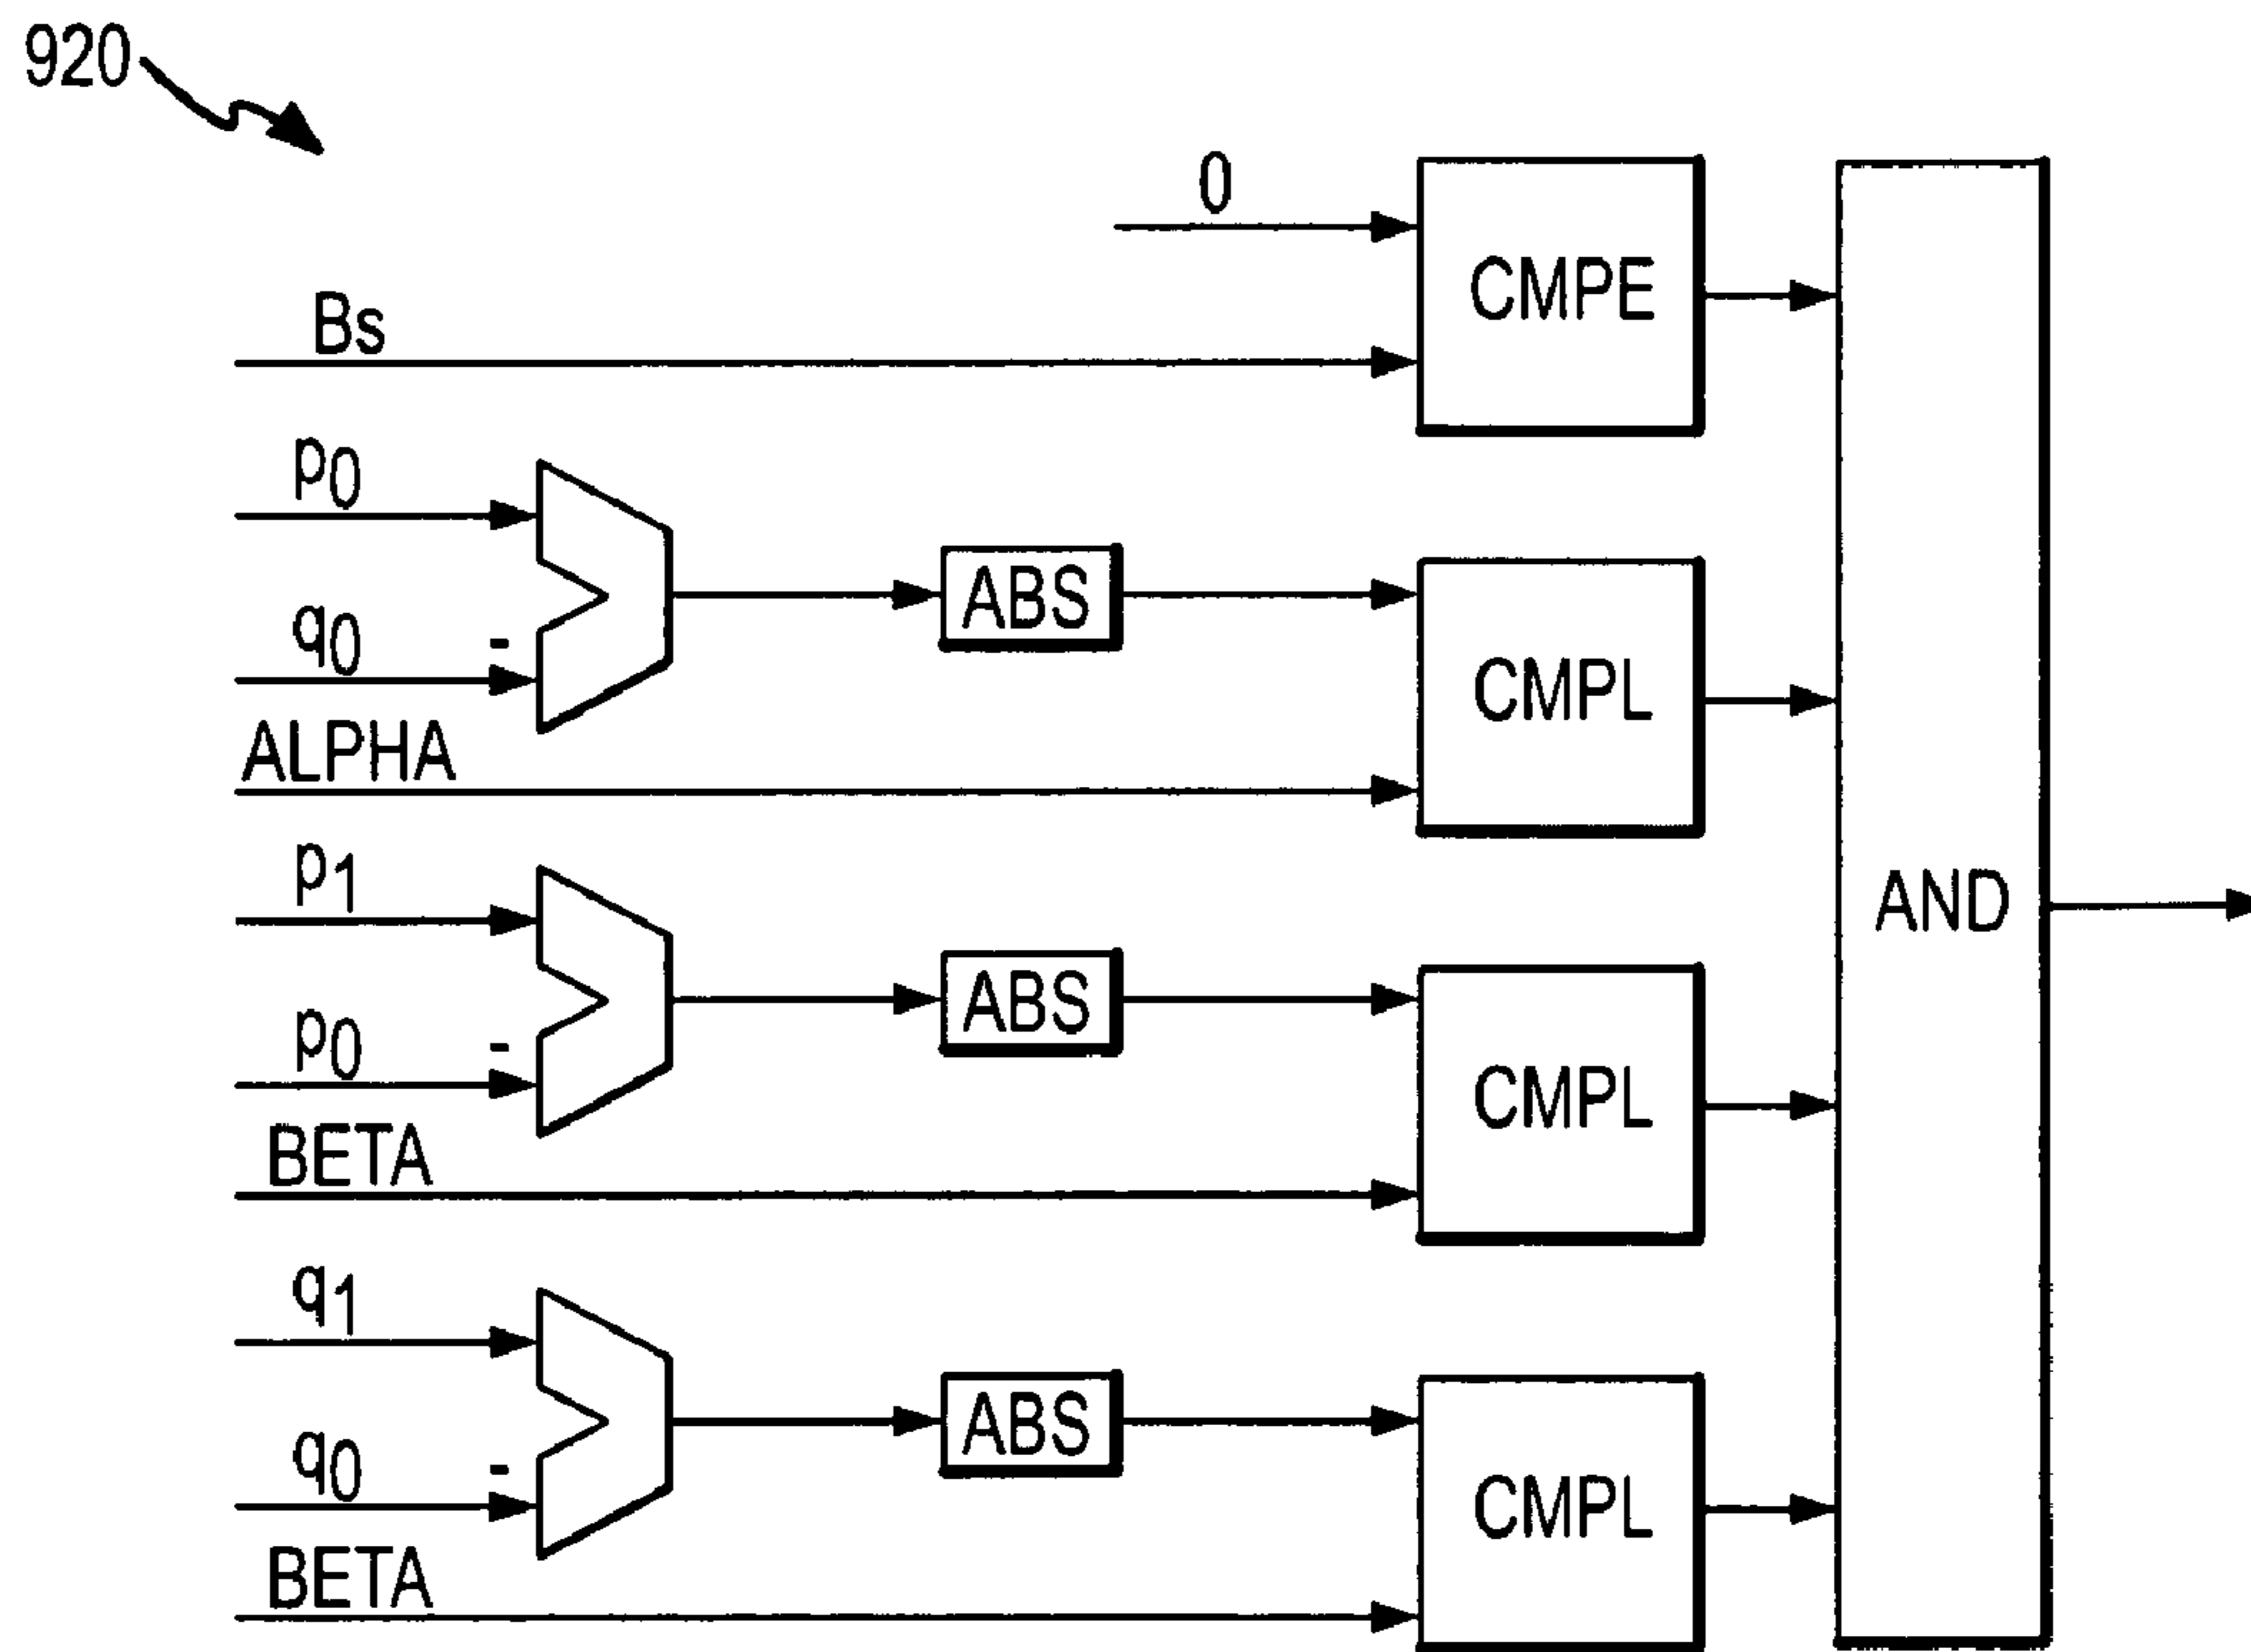 920
0
CMPE
Bs
p0
ABS
q0
-
CMPL
ALPHA
p1
AND
ABS
p0
-
CMPL
BETA
q1
ABS
q0
-
CMPL
BETA